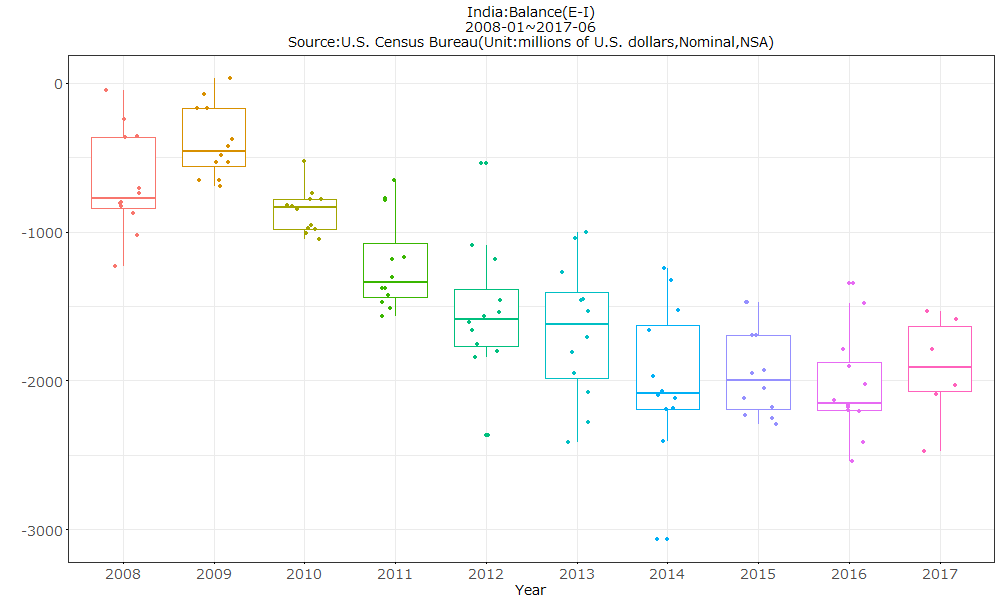 India:Balance(E-I)
2008-01~2017-06
Source:U.S. Census Bureau(Unit:millions of U.S. dollars,Nominal,NSA)
0
-1000
-2000
-3000
2008 2009 2010 2011 2012 2013 2014 2015 2016 2017
Year